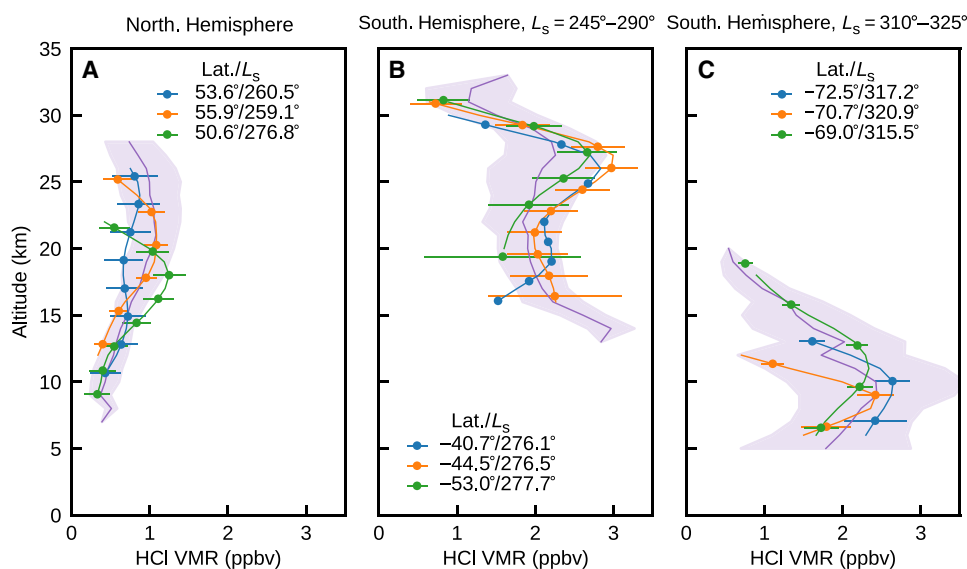 North. Hemisphere
South. Hemisphere, Ls = 245°–290°
South. Hemisphere, Ls = 310°–325°
35
30
25
20
15
10
5
0
Altitude (km)
A
Lat./Ls
53.6°/260.5°
55.9°/259.1°
50.6°/276.8°
0 1 2 3
HCl VMR (ppbv)
B
Lat./Ls
−40.7°/276.1°
−44.5°/276.5°
−53.0°/277.7°
0 1 2 3
HCl VMR (ppbv)
C
Lat./Ls
−72.5°/317.2°
−70.7°/320.9°
−69.0°/315.5°
0 1 2 3
HCl VMR (ppbv)